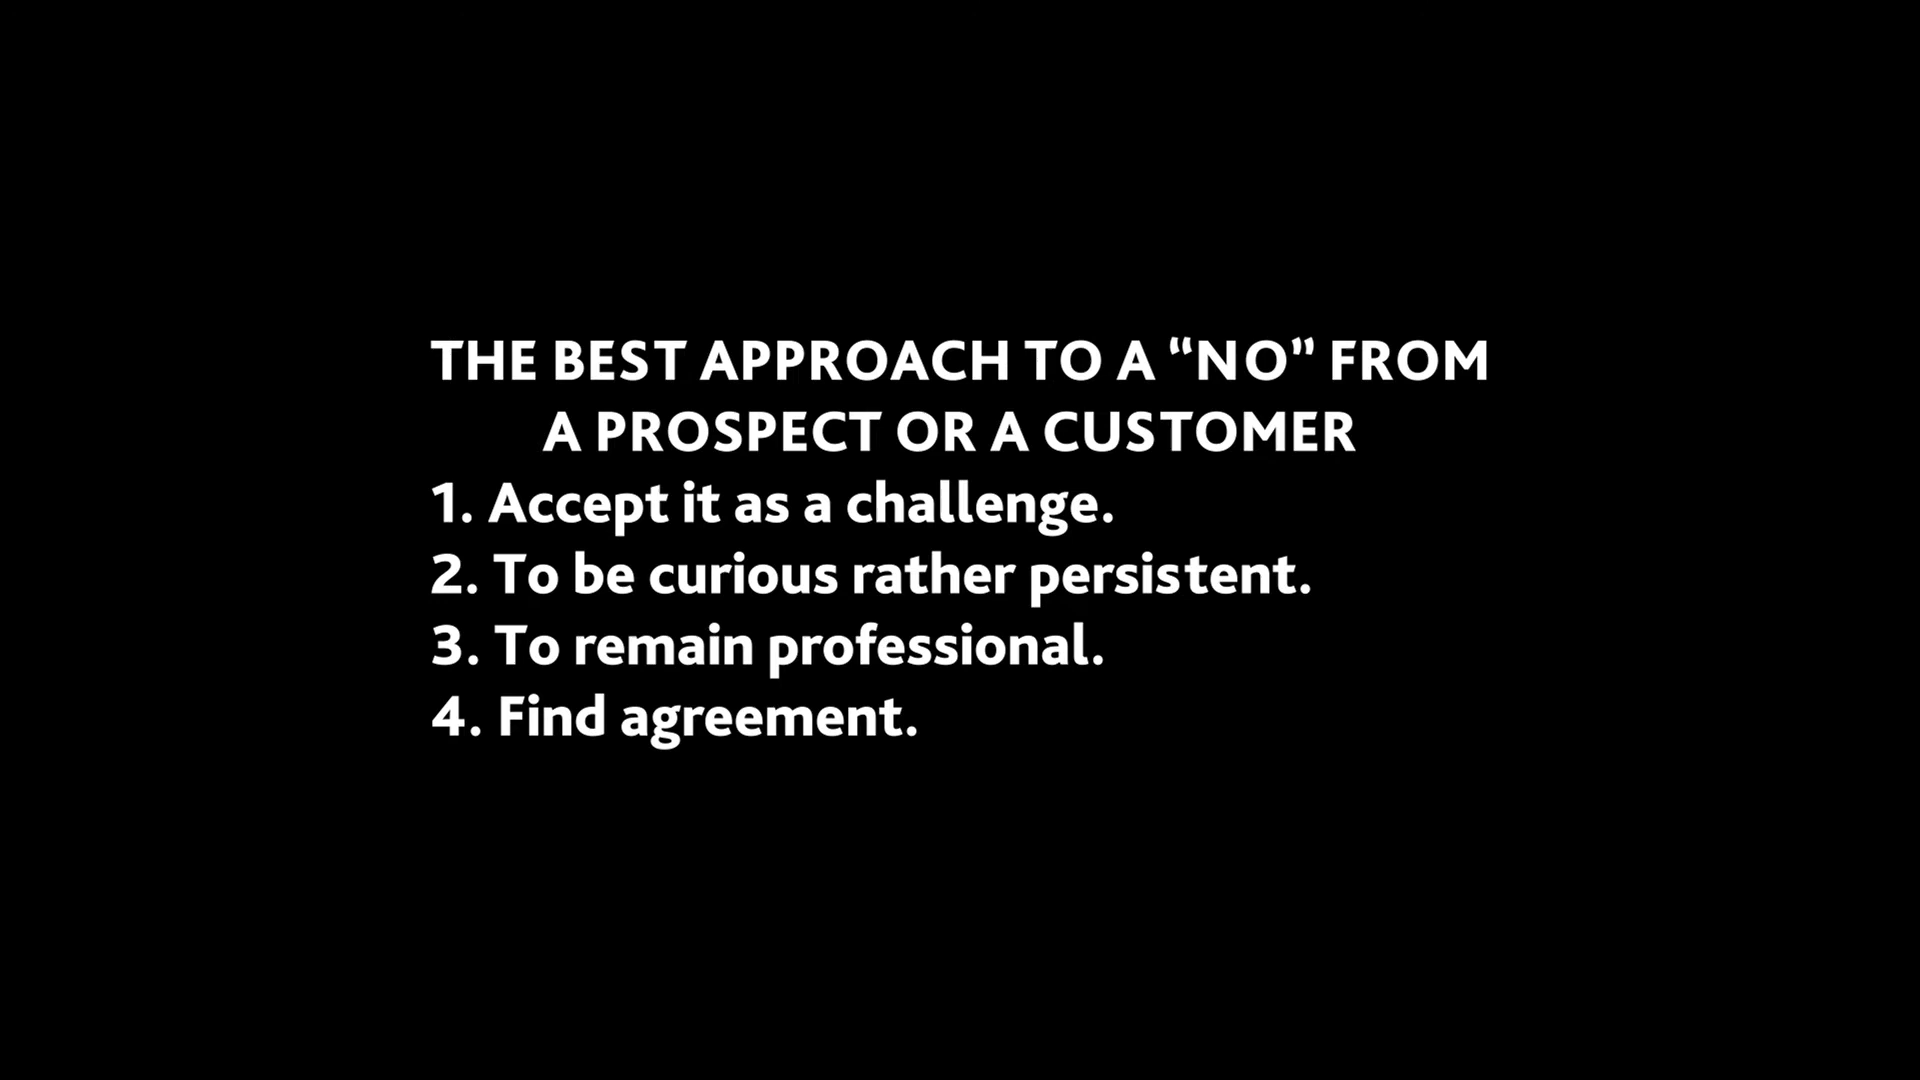 THE BEST APPROACH TO A “NO” FROM
A PROSPECT OR A CUSTOMER
1. Accept it as a challenge.
2. To be curious rather persistent.
3. To remain professional.
4. Find agreement.